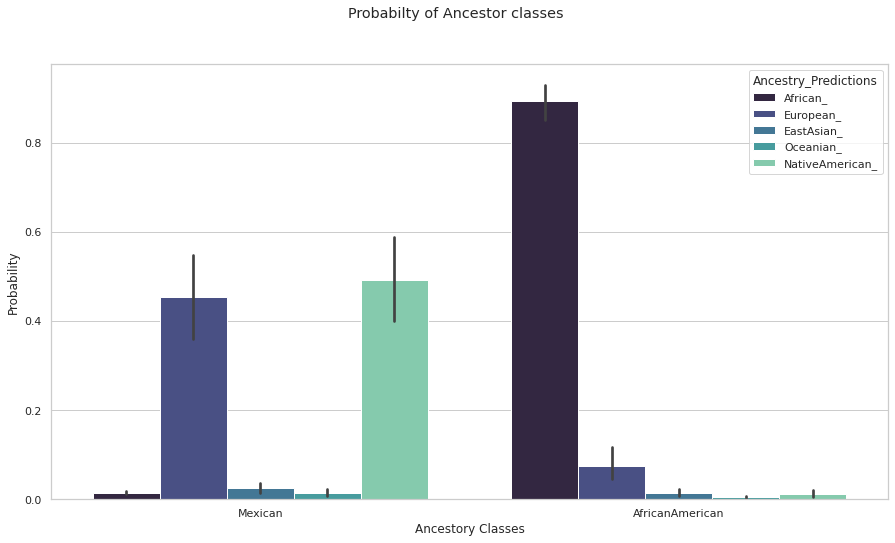 Probabilty of Ancestor classes
Ancestry_Predictions
African_
European_
EastAsian_
Oceanian_
NativeAmerican_
Probability
0.8
0.6
0.4
0.2
0.0
Mexican
AfricanAmerican
Ancestory Classes